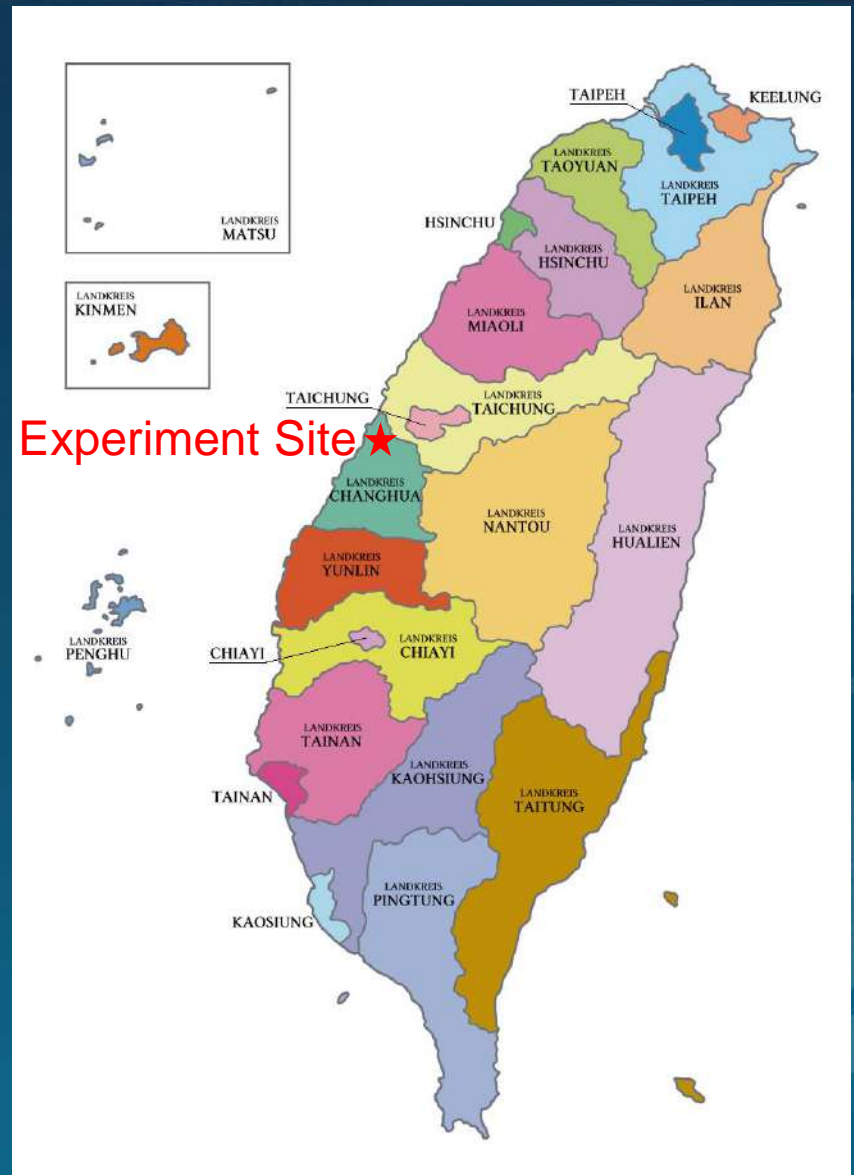 TAIPEH
KEELUNG
LANDKREIS
TAOYUAN
LANDKREIS
TAIPEH
LANDKREIS
MATSU
HSINCHU
LANDKREIS
HSINCHU
LANDKREIS
ILAN
LANDKREIS
KINMEN
LANDKREIS
MIAOLI
TAICHUNG
LANDKREIS
TAICHUNG
Experiment Site
LANDKREIS
CHANGHUA
LANDKREIS
NANTOU
LANDKREIS
HUALIEN
LANDKREIS
YUNLIN
LANDKREIS
PENGHU
CHIAYI
LANDKREIS
CHIAYI
LANDKREIS
TAINAN
LANDKREIS
KAOHSIUNG
TAINAN
LANDKREIS
TAITUNG
LANDKREIS
PINGTUNG
KAOSIUNG